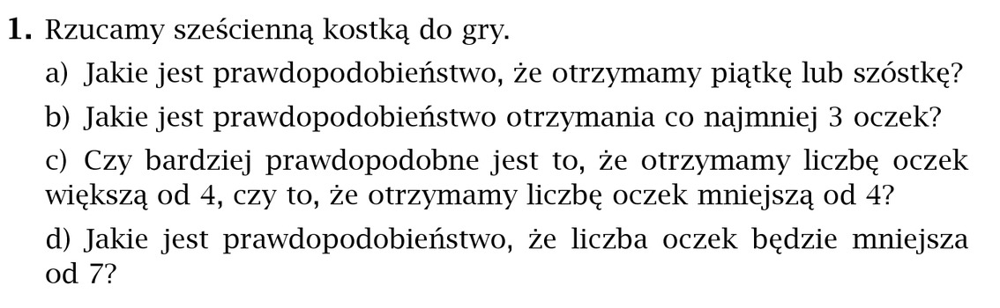 1. Rzucamy sześcienną kostką do gry.
a) Jakie jest prawdopodobieństwo, że otrzymamy piątkę lub szóstkę?
b) Jakie jest prawdopodobieństwo otrzymania co najmniej 3 oczek?
c) Czy bardziej prawdopodobne jest to, że otrzymamy liczbę oczek
większą od 4, czy to, że otrzymamy liczbę oczek mniejszą od 4?
d) Jakie jest prawdopodobieństwo, że liczba oczek będzie mniejsza
od 7?